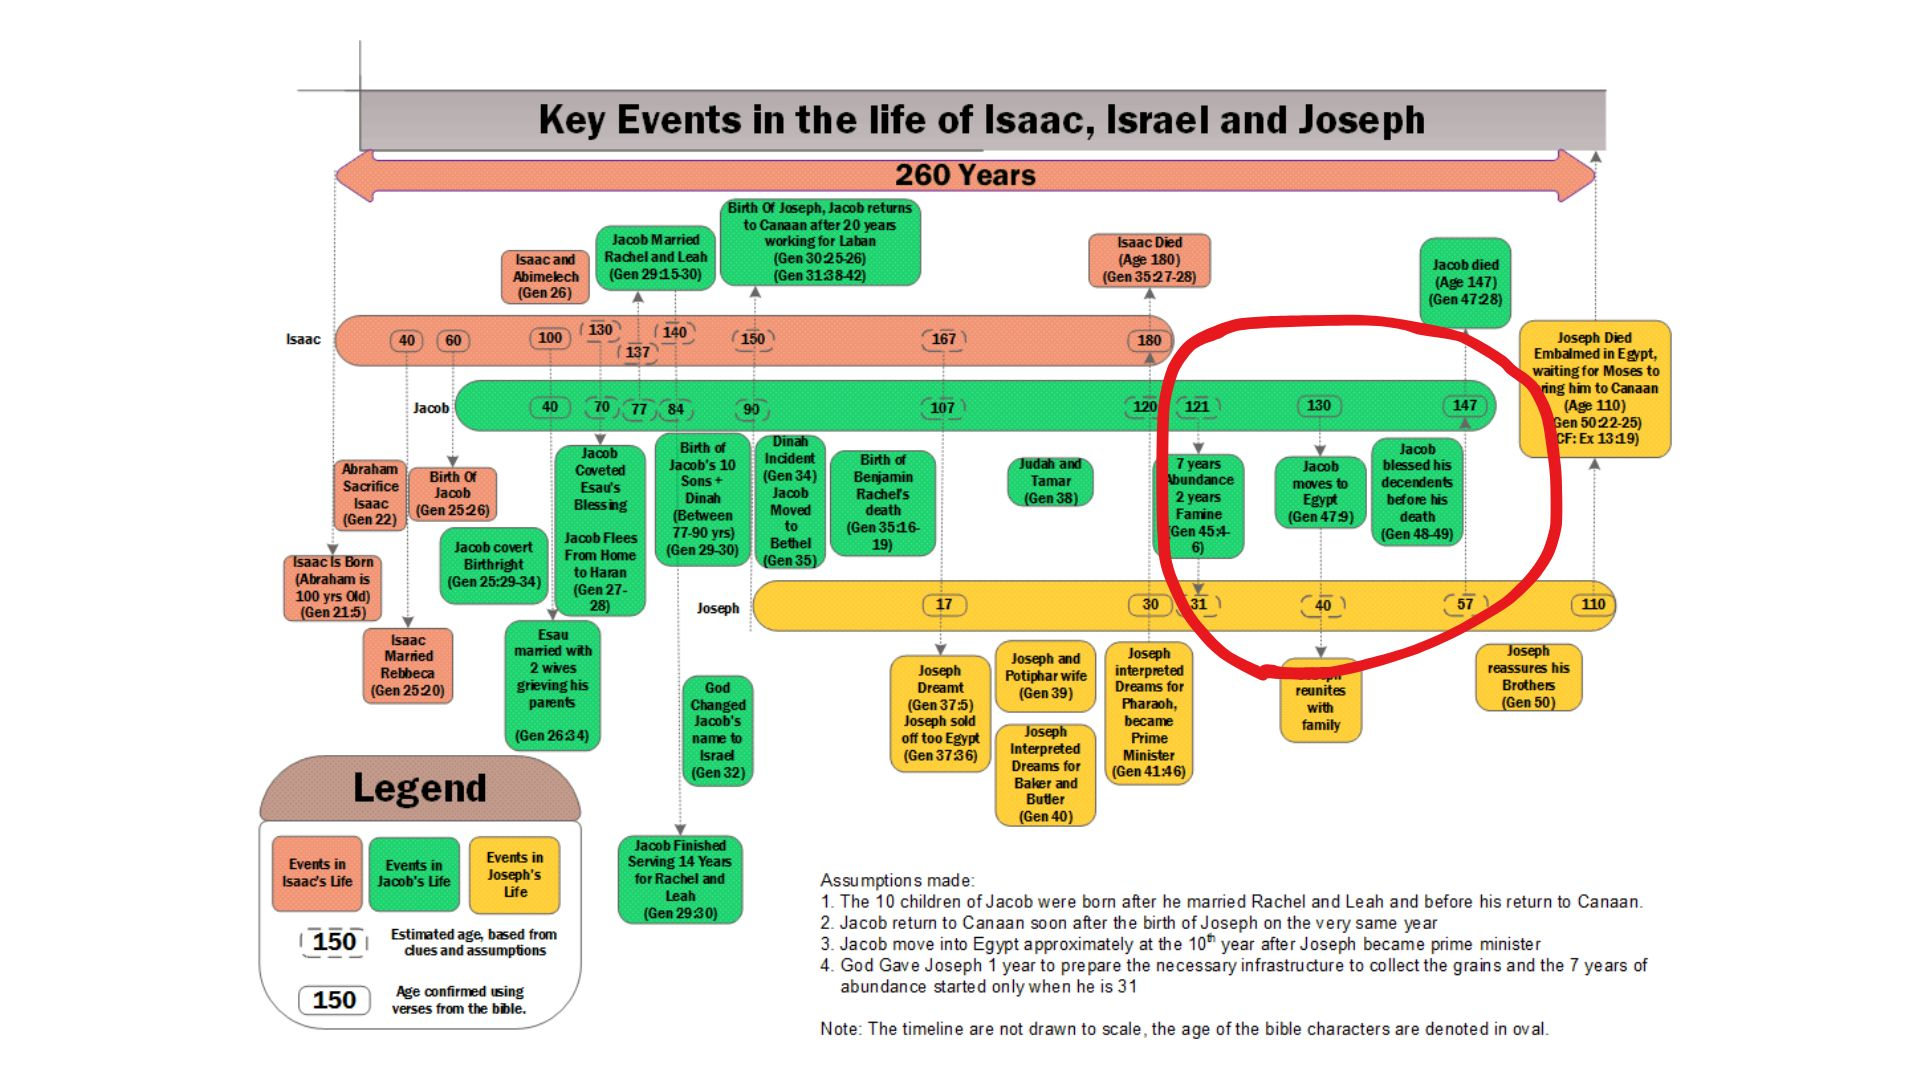 Key Events in the life of Isaac, Israel and Joseph
260 Years
Birth Of Joseph, Jacob returns
to Canaan after 20 years
working for Laban
(Gen 30:25-26)
(Gen 31:38-42)
Jacob Married
Rachel and Leah
(Gen 29:15-30)
Isaac and
Abimelech
(Gen 26)
Isaac Died
(Age 180)
(Gen 35:27-28)
Jacob died
(Age 147)
(Gen 47:28)
Joseph Died
Embalmed in Egypt,
waiting for Moses to
him to Canaan
(Age 110)
Gen 50:22-25)
CF: Ex 13:19)
Isaac
40
60
100
130
137
140
150
167
180
Jacob
40
70
77
84
90
107
120
121
130
147
Abraham
Sacrifice
Isaac
(Gen 22)
Birth Of
Jacob
(Gen 25:26)
Jacob covert
Birthright
(Gen 25:29-34)
Isaac Is Born
(Abraham is
100 yrs Old)
(Gen 21:5)
Isaac
Married
Rebbeca
(Gen 25:20)
Jacob
Coveted
Esau's
Blessing
Jacob Flees
From Home
to Haran
(Gen 27-
28)
Esau
married with
2 wives
grieving his
parents
(Gen 26:34)
Birth of
Jacob's 10
Sons +
Dinah
(Between
77-90 yrs)
(Gen 29-30)
Dinah
Incident
(Gen 34)
Jacob
Moved
to
Bethel
(Gen 35)
Birth of
Benjamin
Rachel's
death
(Gen 35:16-
19)
Judah and
Tamar
(Gen 38)
7 years
Abundance
2 years
Famine
(Gen 45:4-
6)
Jacob
moves to
Egypt
(Gen 47:9)
Jacob
blessed his
decendents
before his
death
(Gen 48-49)
Joseph
17
30
31
40
57
110
God
Changed
Jacob's
name to
Israel
(Gen 32)
Jacob Finished
Serving 14 Years
for Rachel and
Leah
(Gen 29:30)
Joseph
Dreamt
(Gen 37:5)
Joseph sold
off too Egypt
(Gen 37:36)
Joseph and
Potiphar wife
(Gen 39)
Joseph
Interpreted
Dreams for
Baker and
Butler
(Gen 40)
Joseph
interpreted
Dreams for
Pharaoh,
became
Prime
Minister
(Gen 41:46)
reunites
with
family
Joseph
reassures his
Brothers
(Gen 50)
Legend
Events in
Isaac's Life
Events in
Jacob's Life
Events in
Joseph's
Life
150
Estimated age, based from
clues and assumptions
150
Age confirmed using
verses from the bible.
Assumptions made:
1. The 10 children of Jacob were born after he married Rachel and Leah and before his return to Canaan.
2. Jacob return to Canaan soon after the birth of Joseph on the very same year
3. Jacob move into Egypt approximately at the 10th year after Joseph became prime minister
4. God Gave Joseph 1 year to prepare the necessary infrastructure to collect the grains and the 7 years of
abundance started only when he is 31
Note: The timeline are not drawn to scale, the age of the bible characters are denoted in oval.